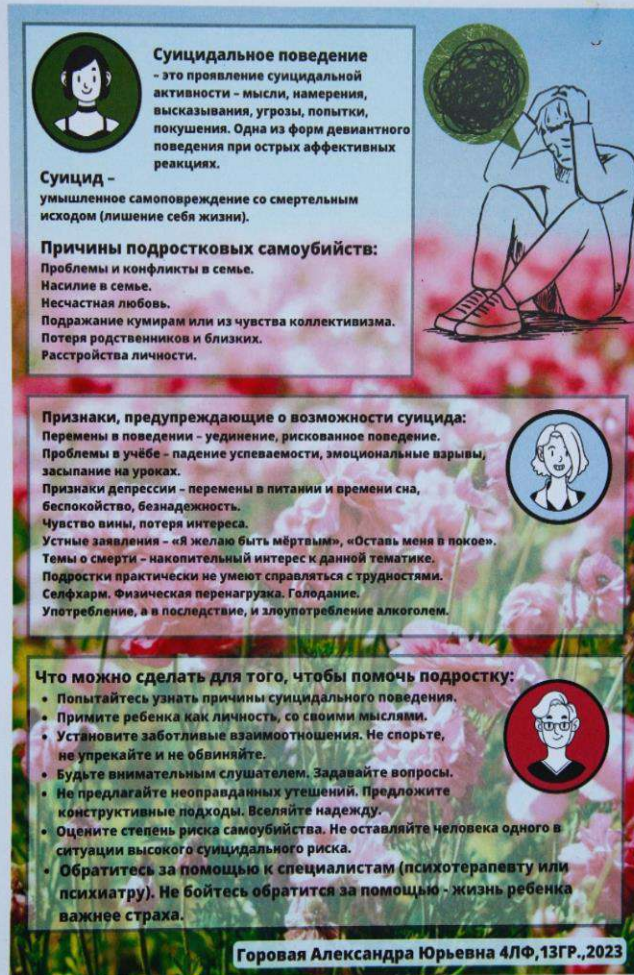 Суицидальное поведение
– это проявление суицидальной
активности – мысли, намерения,
высказывания, угрозы, попытки,
покушения. Одна из форм девиантного
поведения при острых аффективных
реакциях.
Суицид –
умышленное самоповреждение со смертельным
исходом (лишение себя жизни).
Причины подростковых самоубийств:
Проблемы и конфликты в семье.
Насилие в семье.
Несчастная любовь.
Подражание кумирам или из чувства коллективизма.
Потеря родственников и близких.
Расстройства личности.
Признаки, предупреждающие о возможности суицида:
Перемены в поведении – уединение, рискованное поведение.
Проблемы в учёбе – падение успеваемости, эмоциональные взрывы,
засыпание на уроках.
Признаки депрессии – перемены в питании и времени сна,
беспокойство, безнадежность.
Чувство вины, потеря интереса.
Устные заявления – «Я желаю быть мёртвым», «Оставь меня в покое».
Темы о смерти – накопительный интерес к данной тематике.
Подростки практически не умеют справляться с трудностями.
Селфхарм. Физическая перенагрузка. Голодание.
Употребление, а в последствие, и злоупотребление алкоголем.
Что можно сделать для того, чтобы помочь подростку:
• Попытайтесь узнать причины суицидального поведения.
• Примите ребенка как личность, со своими мыслями.
• Установите заботливые взаимоотношения. Не спорьте,
не упрекайте и не обвиняйте.
• Будьте внимательным слушателем. Задавайте вопросы.
• Не предлагайте неоправданных утешений. Предложите
конструктивные подходы. Вселяйте надежду.
• Оцените степень риска самоубийства. Не оставляйте человека одного в
ситуации высокого суицидального риска.
• Обратитесь за помощью к специалистам (психотерапевту или
психиатру). Не бойтесь обратится за помощью - жизнь ребенка
важнее страха.
Горовая Александра Юрьевна 4ЛФ,13ГР.,2023